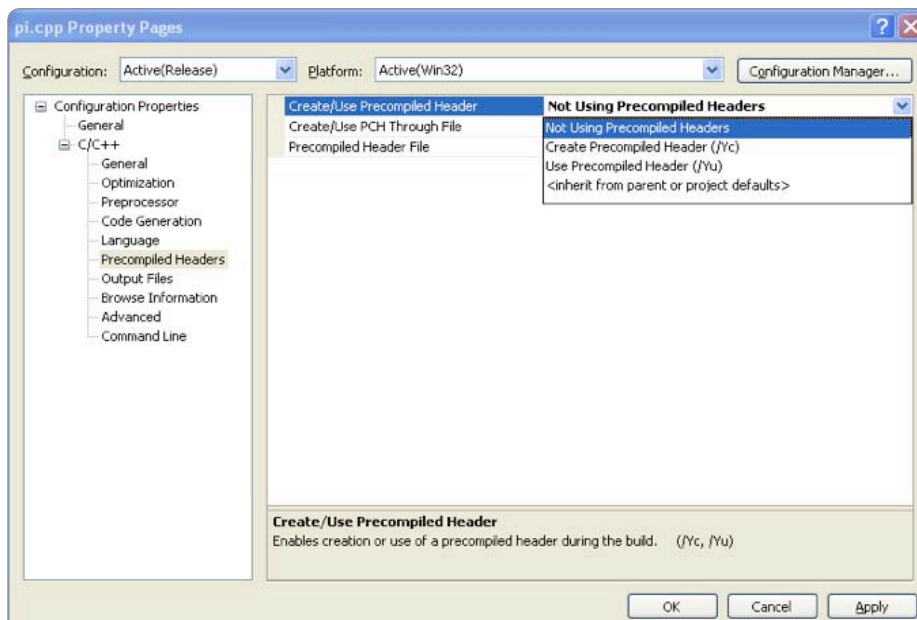 pi.cpp Property Pages
Configuration: Active(Release) Platform: Active(Win32) Configuration Manager...
Configuration Properties
General
C/C++
General
Optimization
Preprocessor
Code Generation
Language
Precompiled Headers
Output Files
Browse Information
Advanced
Command Line
Create/Use Precompiled Header Not Using Precompiled Headers
Create/Use PCH Through File
Precompiled Header File
Not Using Precompiled Headers
Create Precompiled Header (/Yc)
Use Precompiled Header (/Yu)
<inherit from parent or project defaults>
Create/Use Precompiled Header
Enables creation or use of a precompiled header during the build. (/Yc, /Yu)
OK Cancel Apply